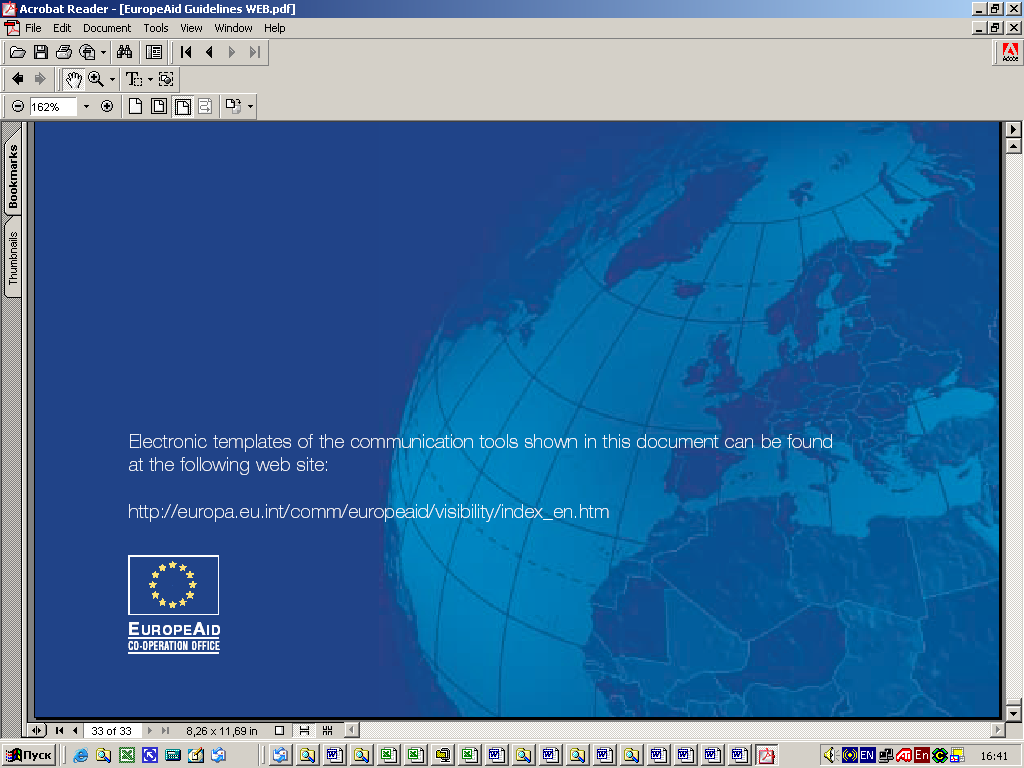 Acrobat Reader - [EuropeAid Guidelines WEB.pdf]
File Edit Document Tools View Window Help
Adobe
162%
Bookmarks
Thumbnails
Electronic templates of the communication tools shown in this document can be found
at the following web site:
http://europa.eu.int/comm/europeaid/visibility/index_en.htm
EUROPEAID
CO-OPERATION OFFICE
33 of 33 8,26 x 11,69 in
Пуск EN En 16:41